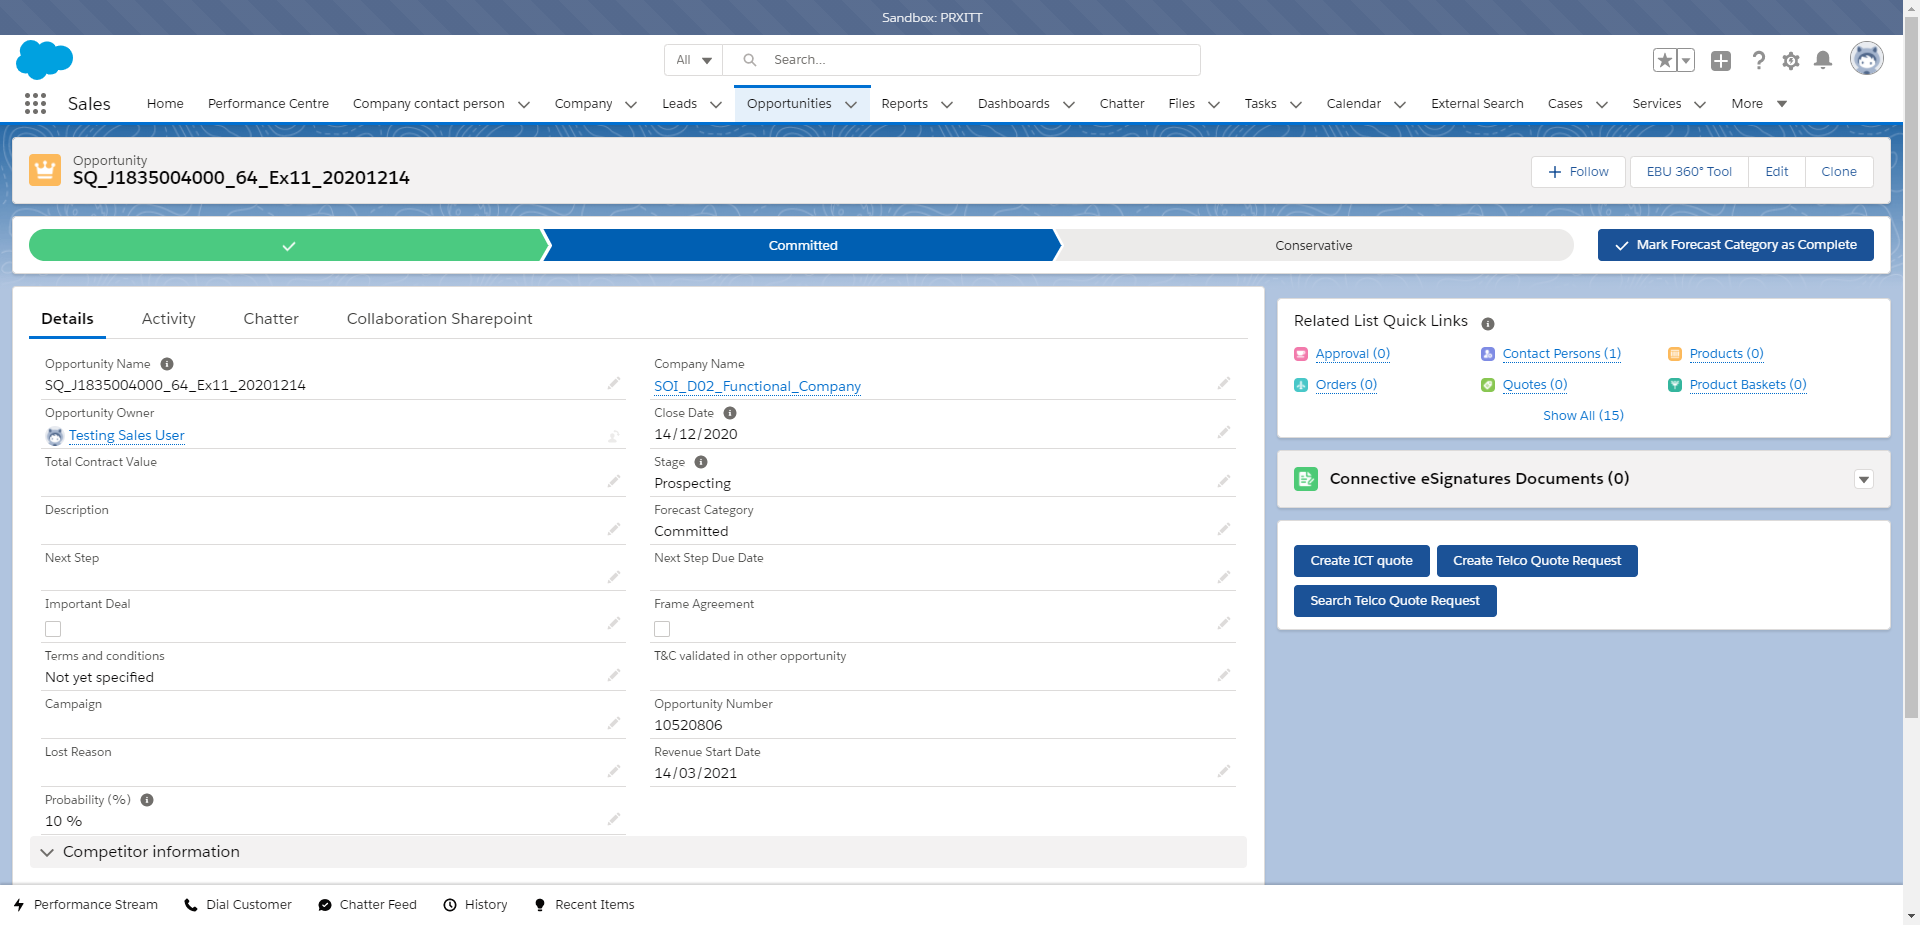 Sandbox: PRXITT
All
Search...
Sales
Home
Performance Centre
Company contact person
Company
Leads
Opportunities
Reports
Dashboards
Chatter
Files
Tasks
Calendar
External Search
Cases
Services
More
Opportunity
SQ_J1835004000_64_Ex11_20201214
Follow
EBU 360° Tool
Edit
Clone
Committed
Conservative
Mark Forecast Category as Complete
Details
Activity
Chatter
Collaboration Sharepoint
Opportunity Name
SQ_J1835004000_64_Ex11_20201214
Company Name
SOI_D02_Functional_Company
Opportunity Owner
Testing Sales User
Close Date
14/12/2020
Total Contract Value
Stage
Prospecting
Description
Forecast Category
Committed
Next Step
Next Step Due Date
Important Deal
Frame Agreement
Terms and conditions
Not yet specified
T&C validated in other opportunity
Campaign
Opportunity Number
10520806
Lost Reason
Revenue Start Date
14/03/2021
Probability (%)
10 %
Competitor information
Related List Quick Links
Approval (0)
Contact Persons (1)
Products (0)
Orders (0)
Quotes (0)
Product Baskets (0)
Show All (15)
Connective eSignatures Documents (0)
Create ICT quote
Create Telco Quote Request
Search Telco Quote Request
Performance Stream
Dial Customer
Chatter Feed
History
Recent Items